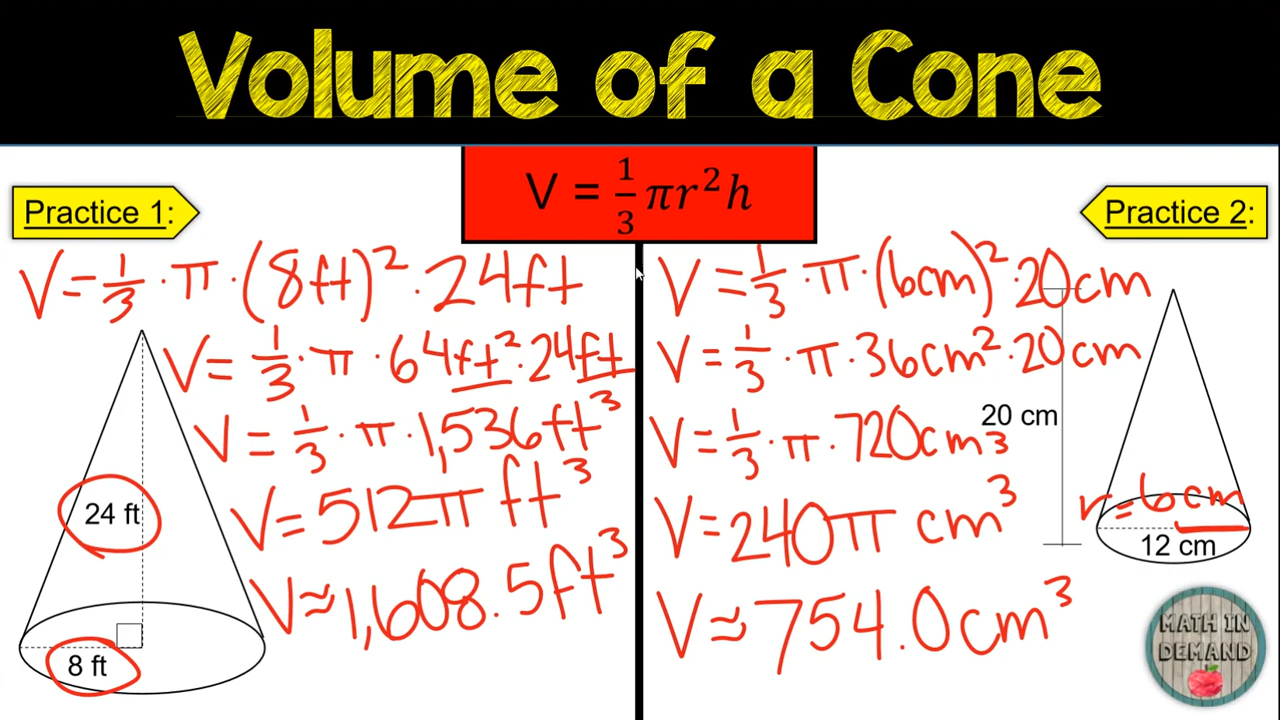 Volume of a Cone
V = 1/3 πr²h
Practice 1:
V = 1/3 · π · (8ft)² · 24ft
V = 1/3 · π · 64ft² · 24ft
V = 1/3 · π · 1,536ft³
V = 512π ft³
V ≈ 1,608.5ft³
24 ft
8 ft
Practice 2:
V = 1/3 · π · (6cm)² · 20cm
V = 1/3 · π · 36cm² · 20cm
V = 1/3 · π · 720cm³
V = 240π cm³
V ≈ 754.0cm³
20 cm
r = 6cm
12 cm
MATH IN
DEMAND